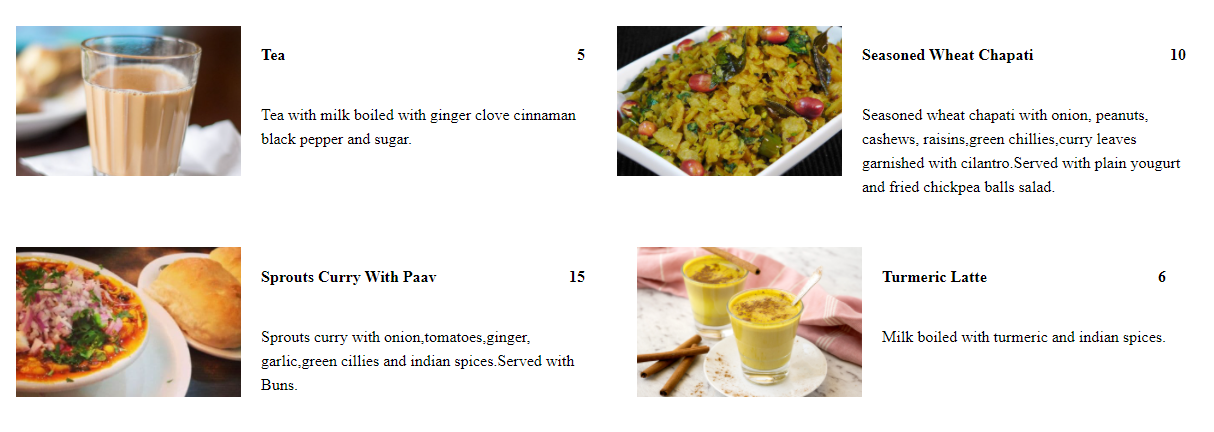 Tea 5
Tea with milk boiled with ginger clove cinnaman
black pepper and sugar.
Seasoned Wheat Chapati 10
Seasoned wheat chapati with onion, peanuts,
cashews, raisins,green chillies,curry leaves
garnished with cilantro.Served with plain yougurt
and fried chickpea balls salad.
Sprouts Curry With Paav 15
Sprouts curry with onion,tomatoes,ginger,
garlic,green cillies and indian spices.Served with
Buns.
Turmeric Latte 6
Milk boiled with turmeric and indian spices.